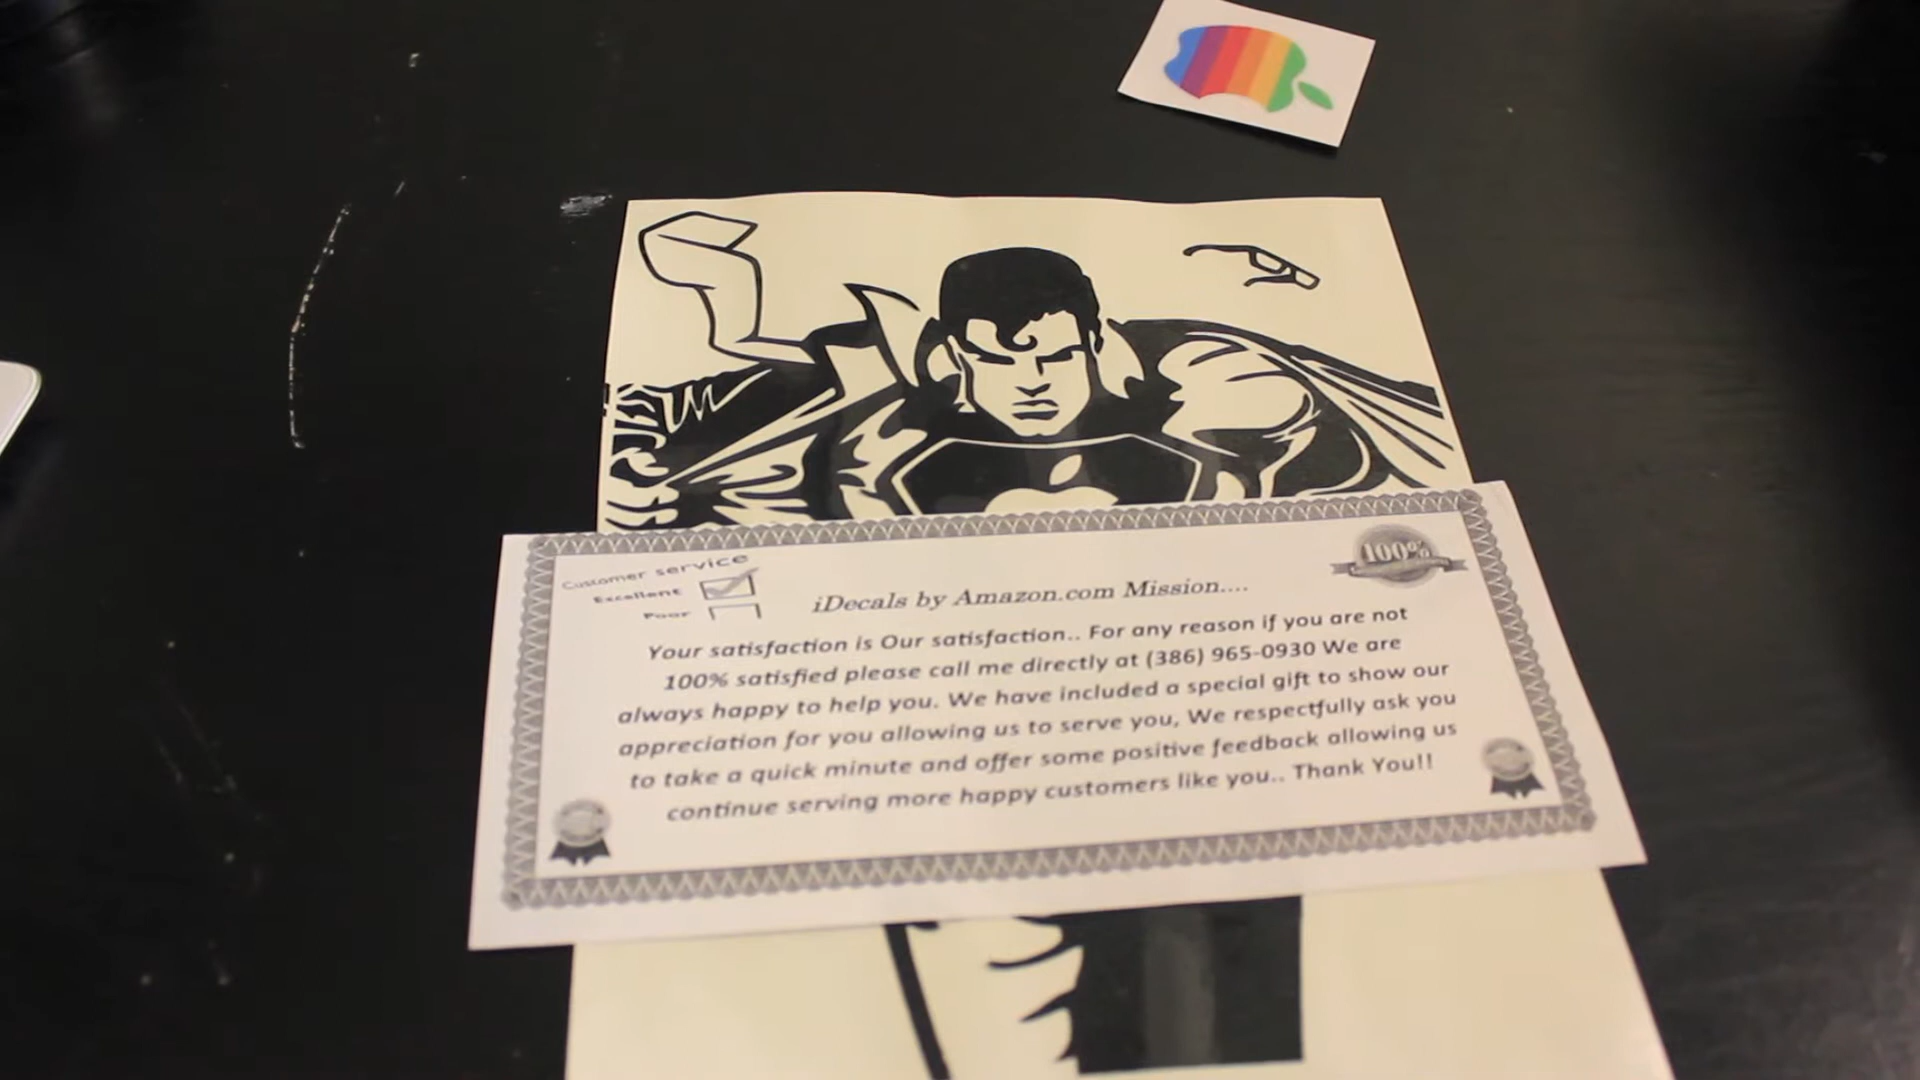 Customer service
Excellent
Poor
100%
iDecals by Amazon.com Mission....
Your satisfaction is Our satisfaction.. For any reason if you are not
100% satisfied please call me directly at (386) 965-0930 We are
always happy to help you. We have included a special gift to show our
appreciation for you allowing us to serve you, We respectfully ask you
to take a quick minute and offer some positive feedback allowing us
continue serving more happy customers like you.. Thank You!!